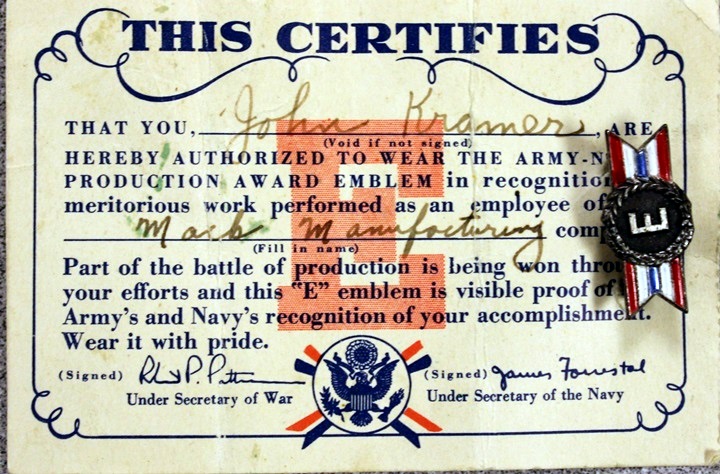 THIS CERTIFIES
THAT YOU, John Kramer, ARE
(Void if not signed)
HEREBY AUTHORIZED TO WEAR THE ARMY-N
PRODUCTION AWARD EMBLEM in recognition
meritorious work performed as an employee of
Mack Manufacturing comp
(Fill in name)
Part of the battle of production is being won throu
your efforts and this "E" emblem is visible proof of
Army's and Navy's recognition of your accomplishment.
Wear it with pride.
(Signed) Robert P. Patterson
Under Secretary of War
(Signed) James Forrestal
Under Secretary of the Navy
E
E